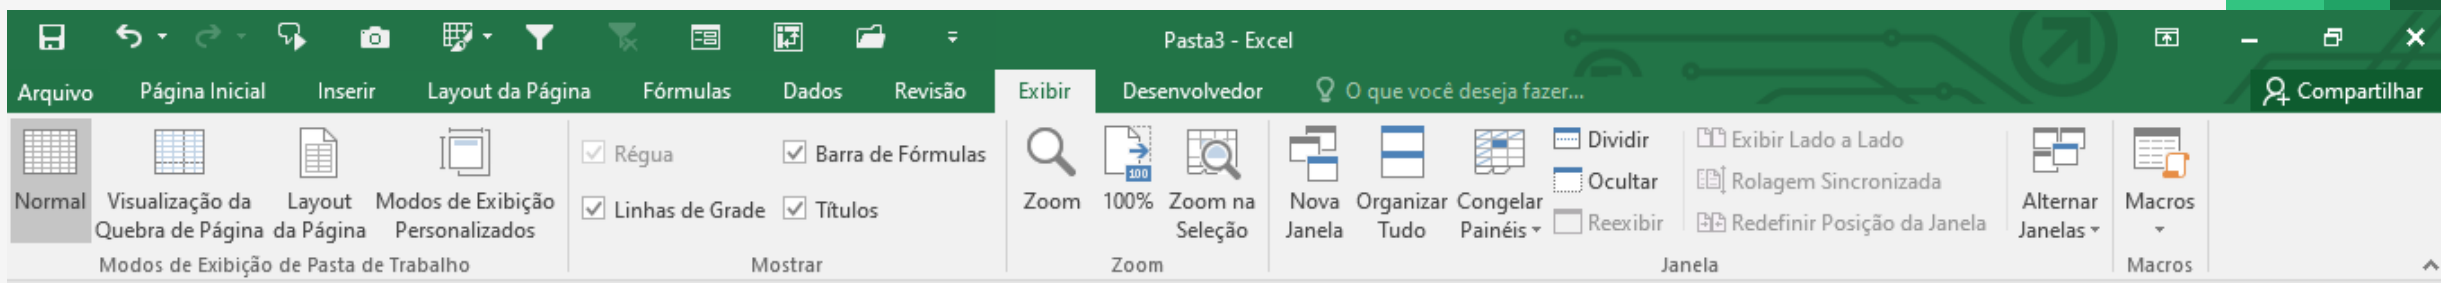 Pasta3 - Excel
Arquivo Página Inicial Inserir Layout da Página Fórmulas Dados Revisão Exibir Desenvolvedor O que você deseja fazer... Compartilhar
Normal
Visualização da
Quebra de Página
Layout
da Página
Modos de Exibição
Personalizados
Modos de Exibição de Pasta de Trabalho
Régua
Barra de Fórmulas
Linhas de Grade
Títulos
Mostrar
Zoom
100
100%
Zoom na
Seleção
Zoom
Nova
Janela
Organizar
Tudo
Congelar
Painéis
Dividir
Ocultar
Reexibir
Exibir Lado a Lado
Rolagem Sincronizada
Redefinir Posição da Janela
Alternar
Janelas
Janela
Macros
Macros